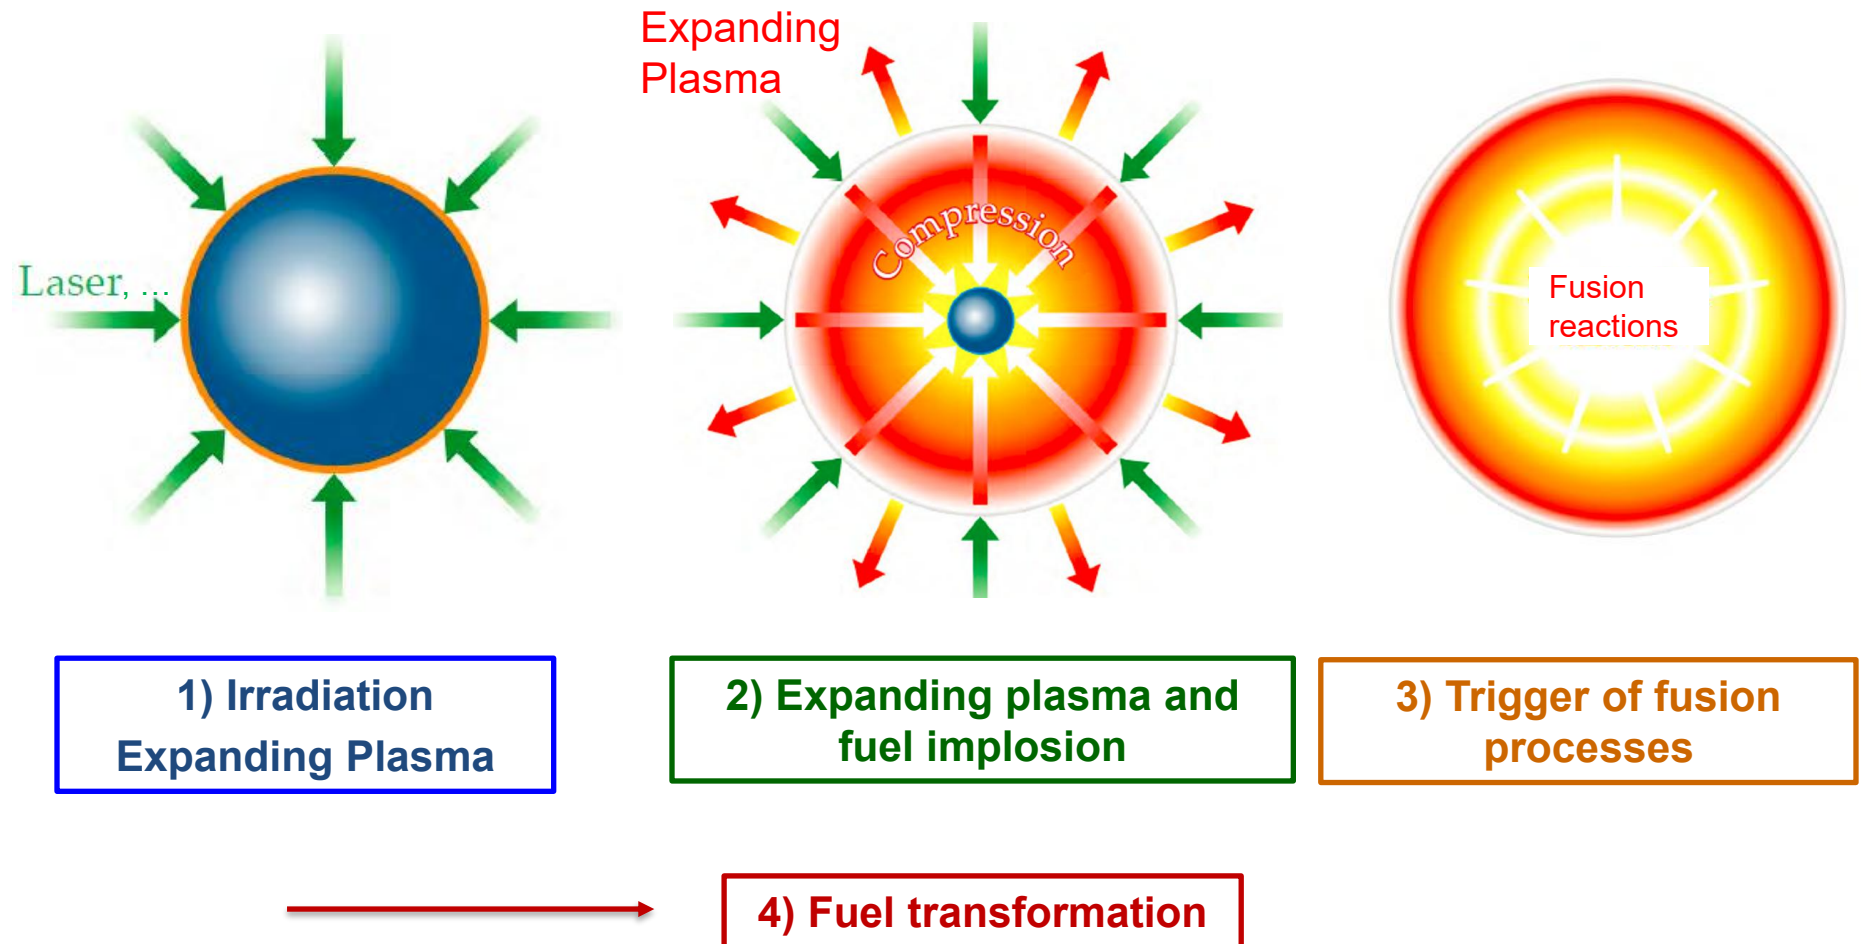 Expanding
Plasma
Laser, ...
Compression
Fusion
reactions
1) Irradiation
Expanding Plasma
2) Expanding plasma and
fuel implosion
3) Trigger of fusion
processes
4) Fuel transformation